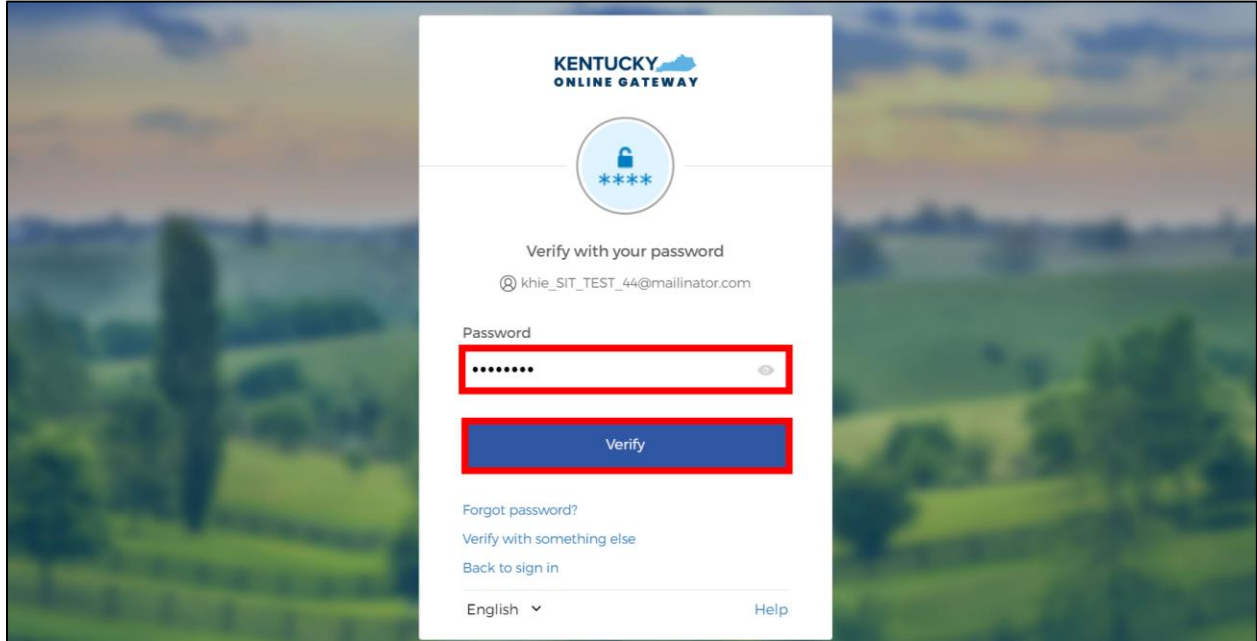 KENTUCKY
ONLINE GATEWAY
****
Verify with your password
khie_SIT_TEST_44@mailinator.com
Password
••••••••
Verify
Forgot password?
Verify with something else
Back to sign in
English
Help